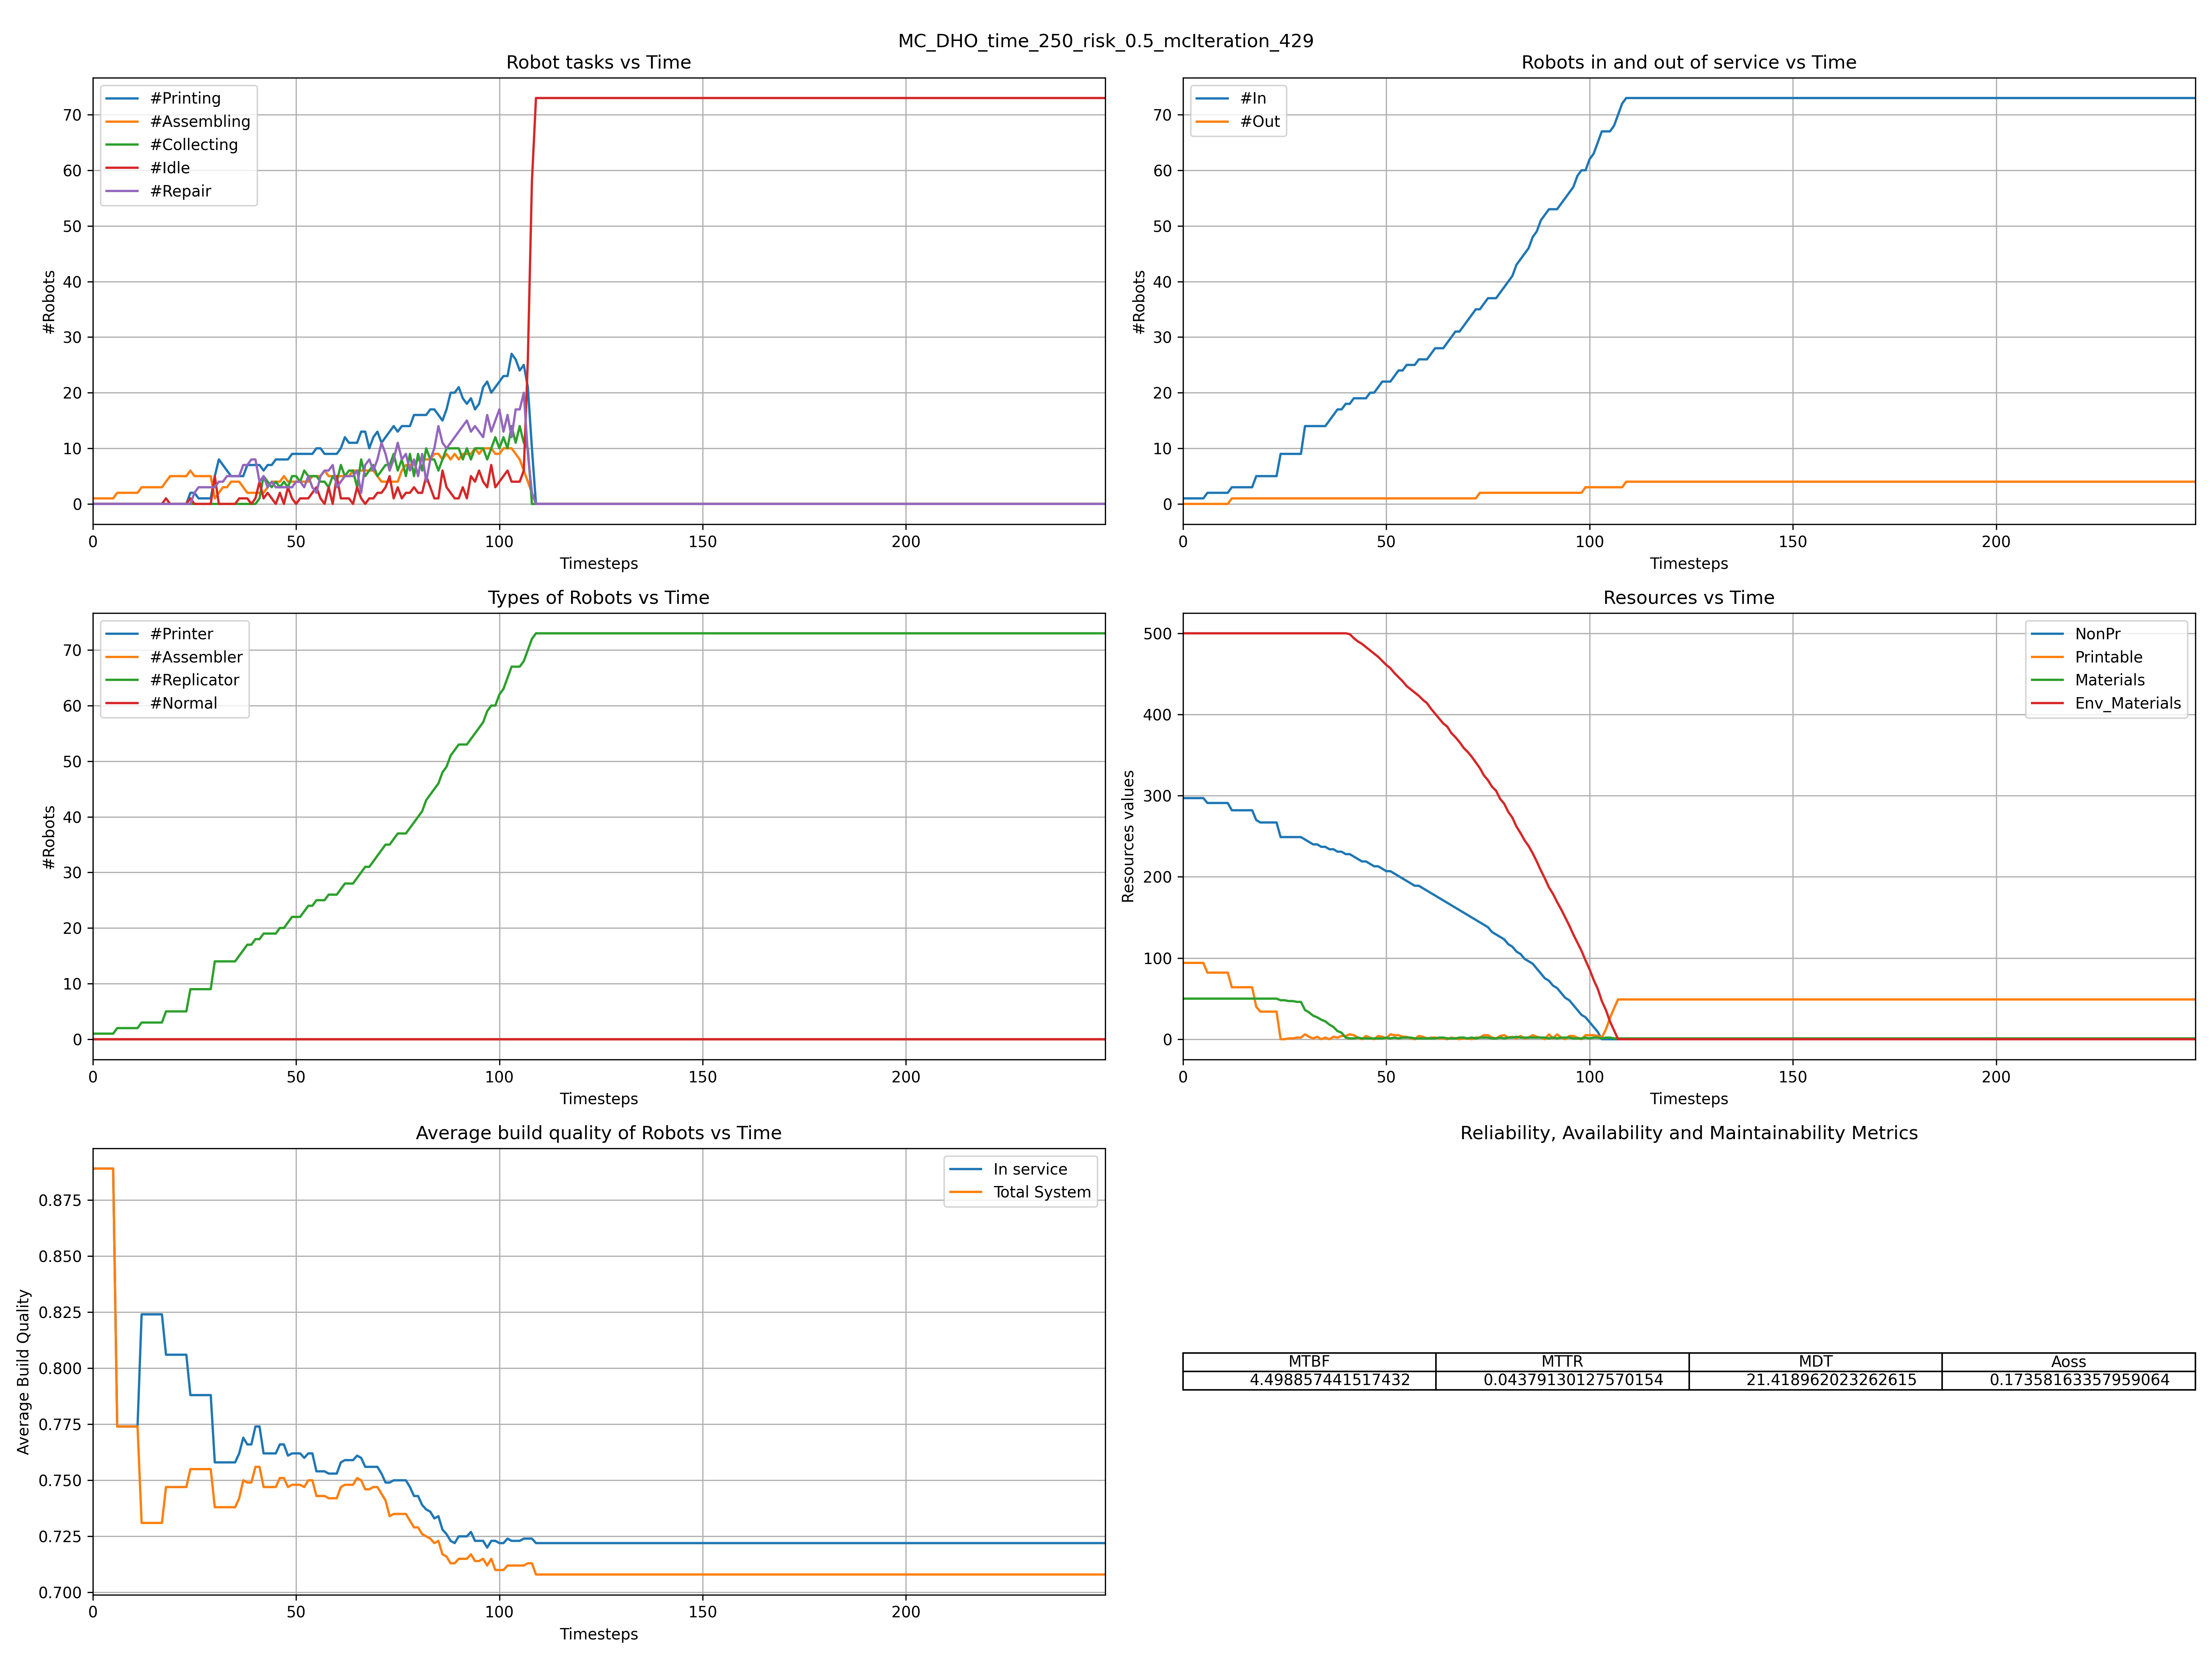 MC_DHO_time_250_risk_0.5_mcIteration_429
Robot tasks vs Time
#Printing
#Assembling
#Collecting
#Idle
#Repair
#Robots
70
60
50
40
30
20
10
0
0 50 100 150 200
Timesteps
Robots in and out of service vs Time
#In
#Out
#Robots
70
60
50
40
30
20
10
0
0 50 100 150 200
Timesteps
Types of Robots vs Time
#Printer
#Assembler
#Replicator
#Normal
#Robots
70
60
50
40
30
20
10
0
0 50 100 150 200
Timesteps
Resources vs Time
NonPr
Printable
Materials
Env_Materials
Resources values
500
400
300
200
100
0
0 50 100 150 200
Timesteps
Average build quality of Robots vs Time
In service
Total System
Average Build Quality
0.875
0.850
0.825
0.800
0.775
0.750
0.725
0.700
0 50 100 150 200
Timesteps
Reliability, Availability and Maintainability Metrics
MTBF MTTR MDT Aoss
4.498857441517432 0.04379130127570154 21.418962023262615 0.17358163357959064